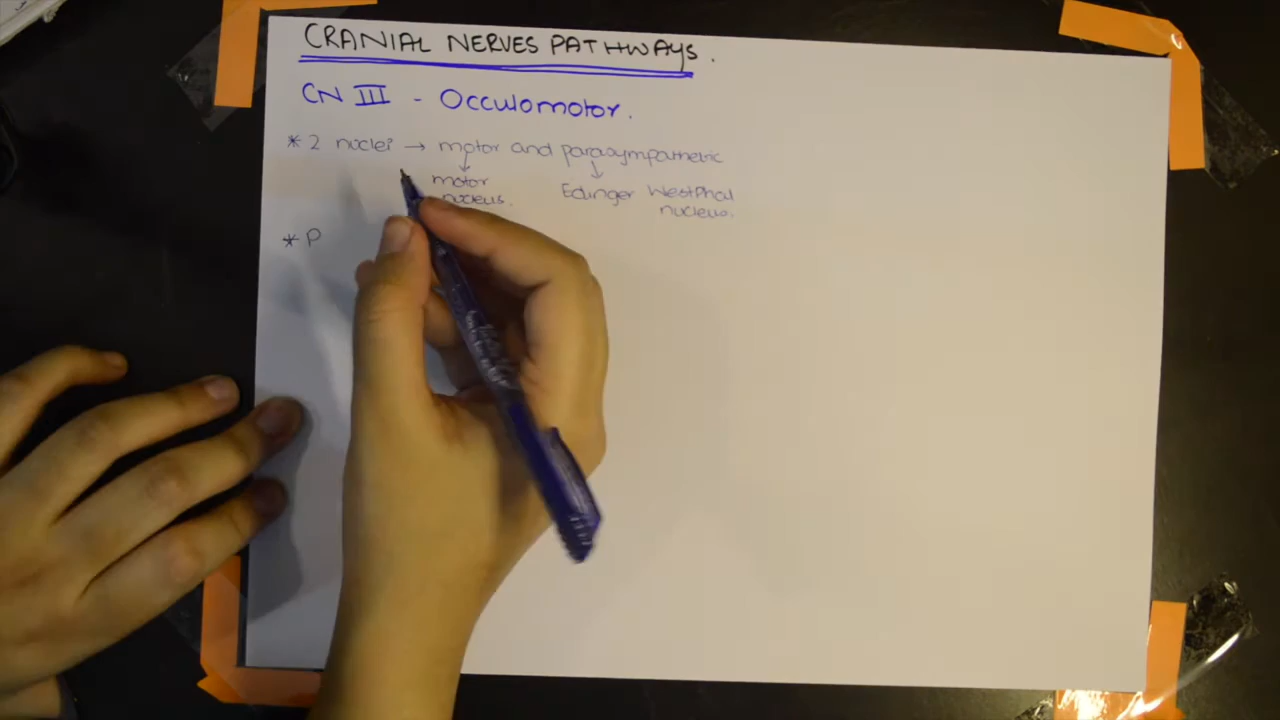 CRANIAL NERVES PATHWAYS.
CN III - Occulomotor.
* 2 nuclei → motor and parasympathetic
↓ ↓
motor nucleus.
Edinger WestPhal nucleus.
* P